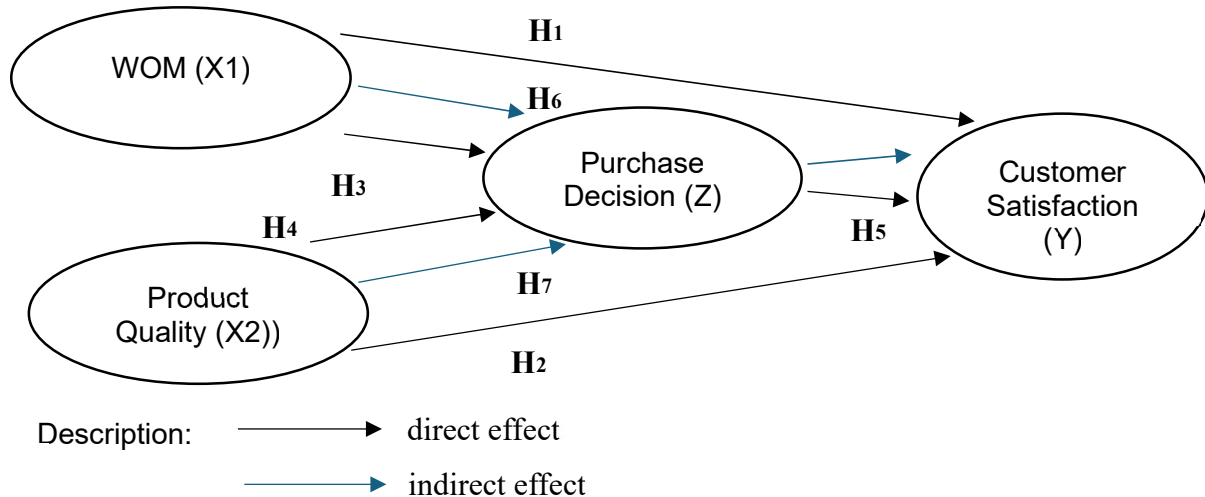 H1
WOM (X1)
H6
Purchase
Decision (Z)
Customer
Satisfaction
(Y)
H3
H4
H5
H7
Product
Quality (X2))
H2
Description:
direct effect
indirect effect